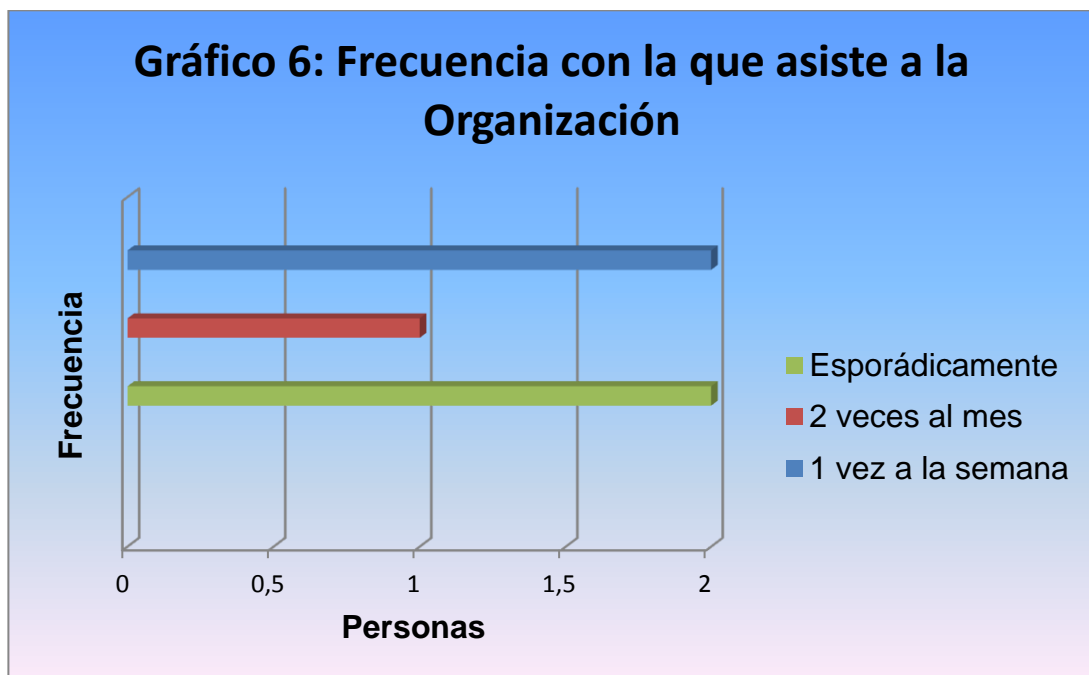 Gráfico 6: Frecuencia con la que asiste a la
Organización
Frecuencia
Esporádicamente
2 veces al mes
1 vez a la semana
0
0,5
1
1,5
2
Personas